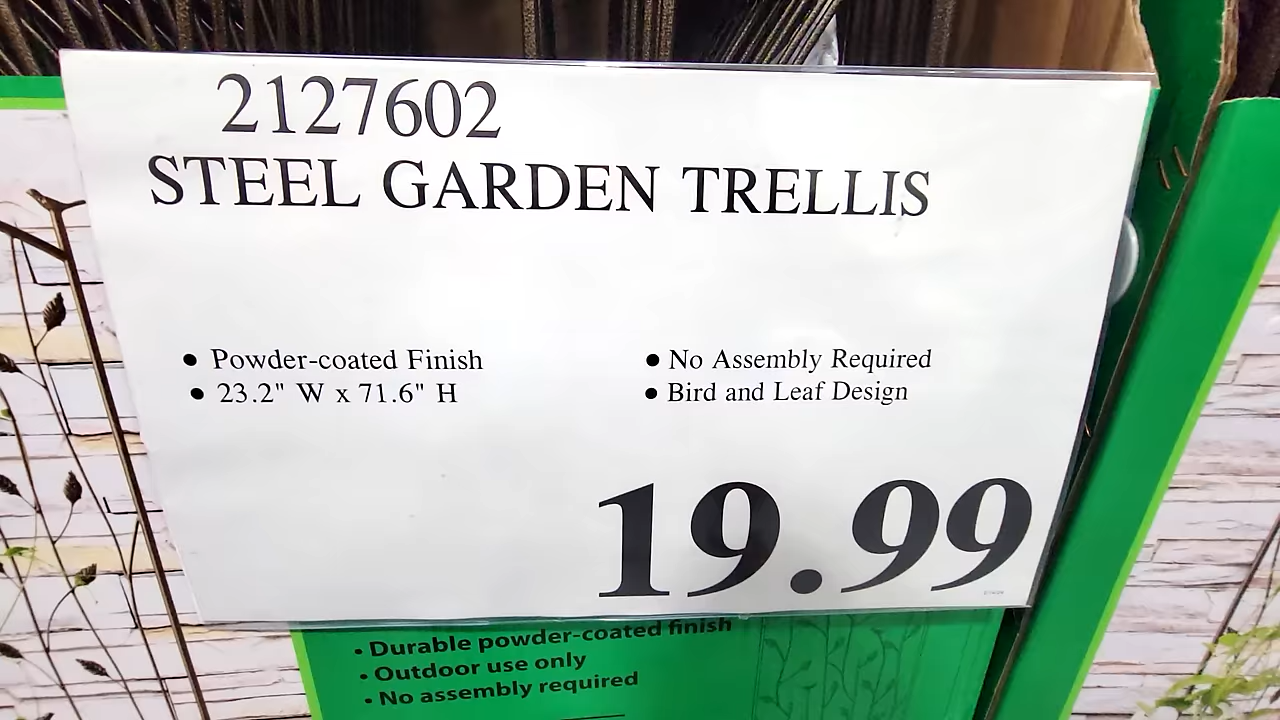 2127602
STEEL GARDEN TRELLIS
• Powder-coated Finish
• 23.2" W x 71.6" H
• No Assembly Required
• Bird and Leaf Design
19.99
• Durable powder-coated finish
• Outdoor use only
• No assembly required